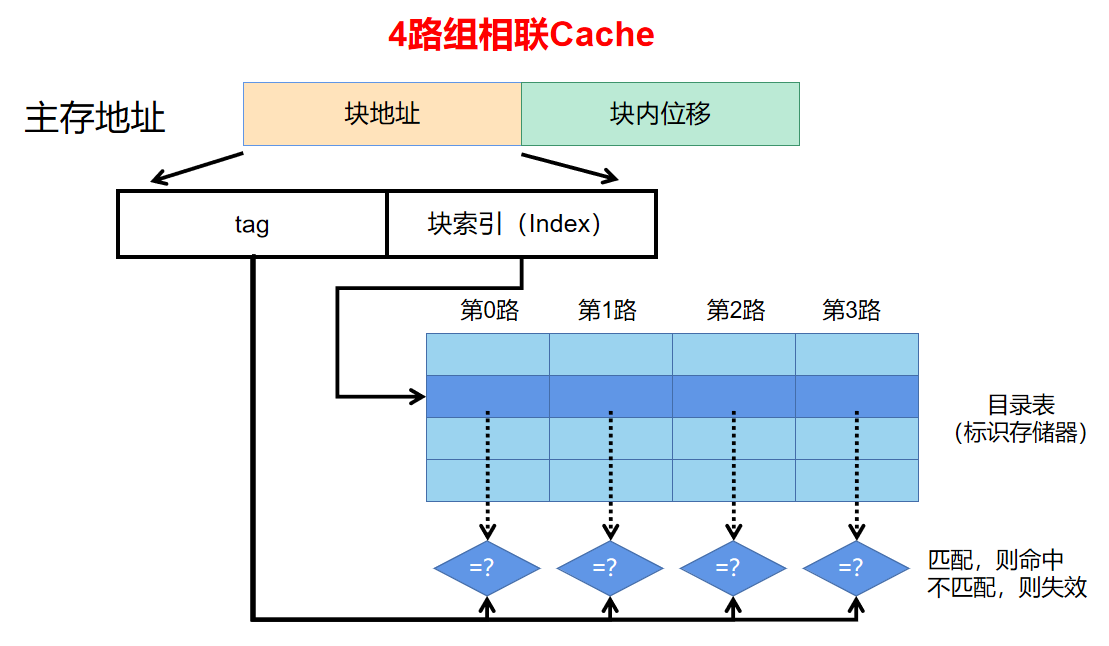 4路组相联Cache
主存地址
块地址
块内位移
tag
块索引（Index）
第0路
第1路
第2路
第3路
目录表
（标识存储器）
=?
=?
=?
=?
匹配，则命中
不匹配，则失效